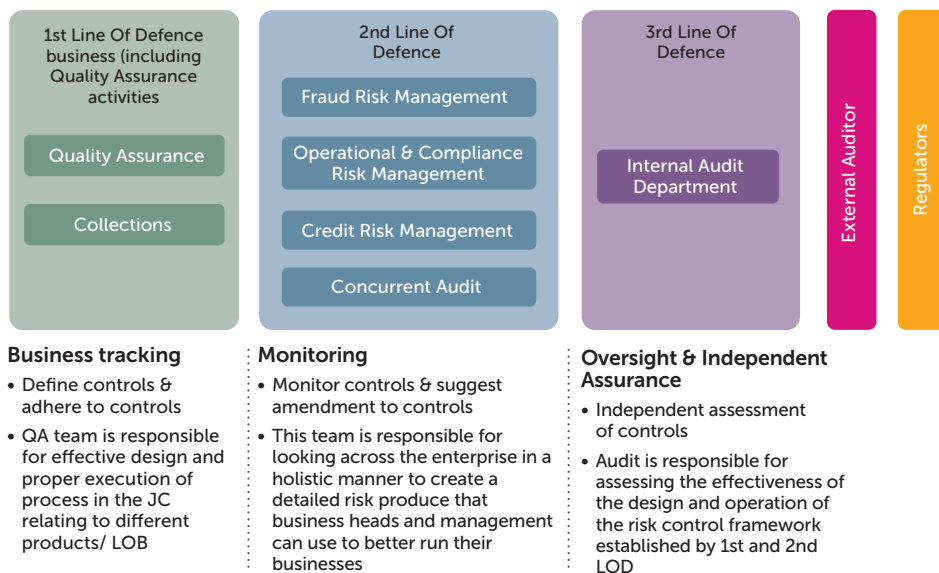 1st Line Of Defence
business (including
Quality Assurance
activities
Quality Assurance
Collections
2nd Line Of
Defence
Fraud Risk Management
Operational & Compliance
Risk Management
Credit Risk Management
Concurrent Audit
3rd Line Of
Defence
Internal Audit
Department
External Auditor
Regulators
Business tracking
• Define controls &
adhere to controls
• QA team is responsible
for effective design and
proper execution of
process in the JC
relating to different
products/ LOB
Monitoring
• Monitor controls & suggest
amendment to controls
• This team is responsible for
looking across the enterprise in a
holistic manner to create a
detailed risk produce that
business heads and management
can use to better run their
businesses
Oversight & Independent
Assurance
• Independent assessment
of controls
• Audit is responsible for
assessing the effectiveness of
the design and operation of
the risk control framework
established by 1st and 2nd
LOD